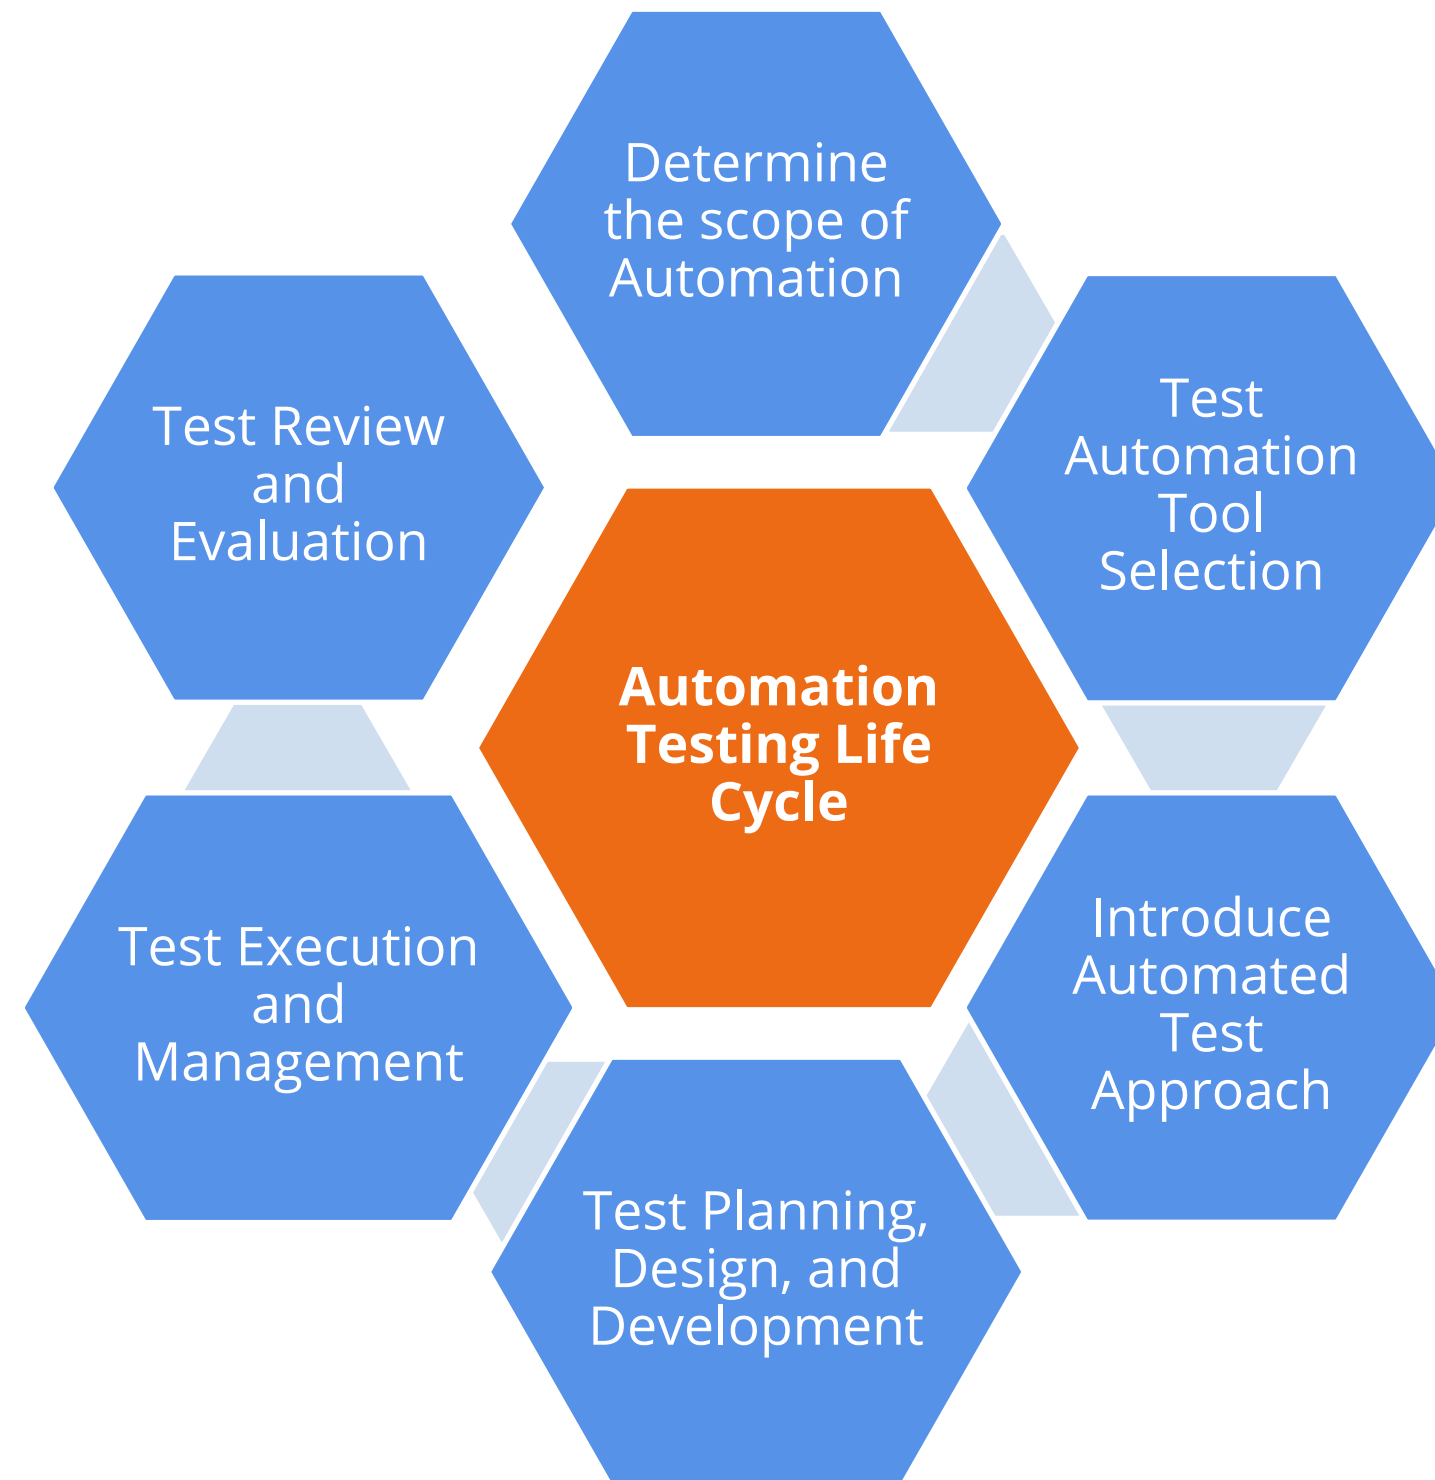 Determine
the scope of
Automation
Test
Automation
Tool
Selection
Introduce
Automated
Test
Approach
Test Planning,
Design, and
Development
Test Execution
and
Management
Test Review
and
Evaluation
Automation
Testing Life
Cycle